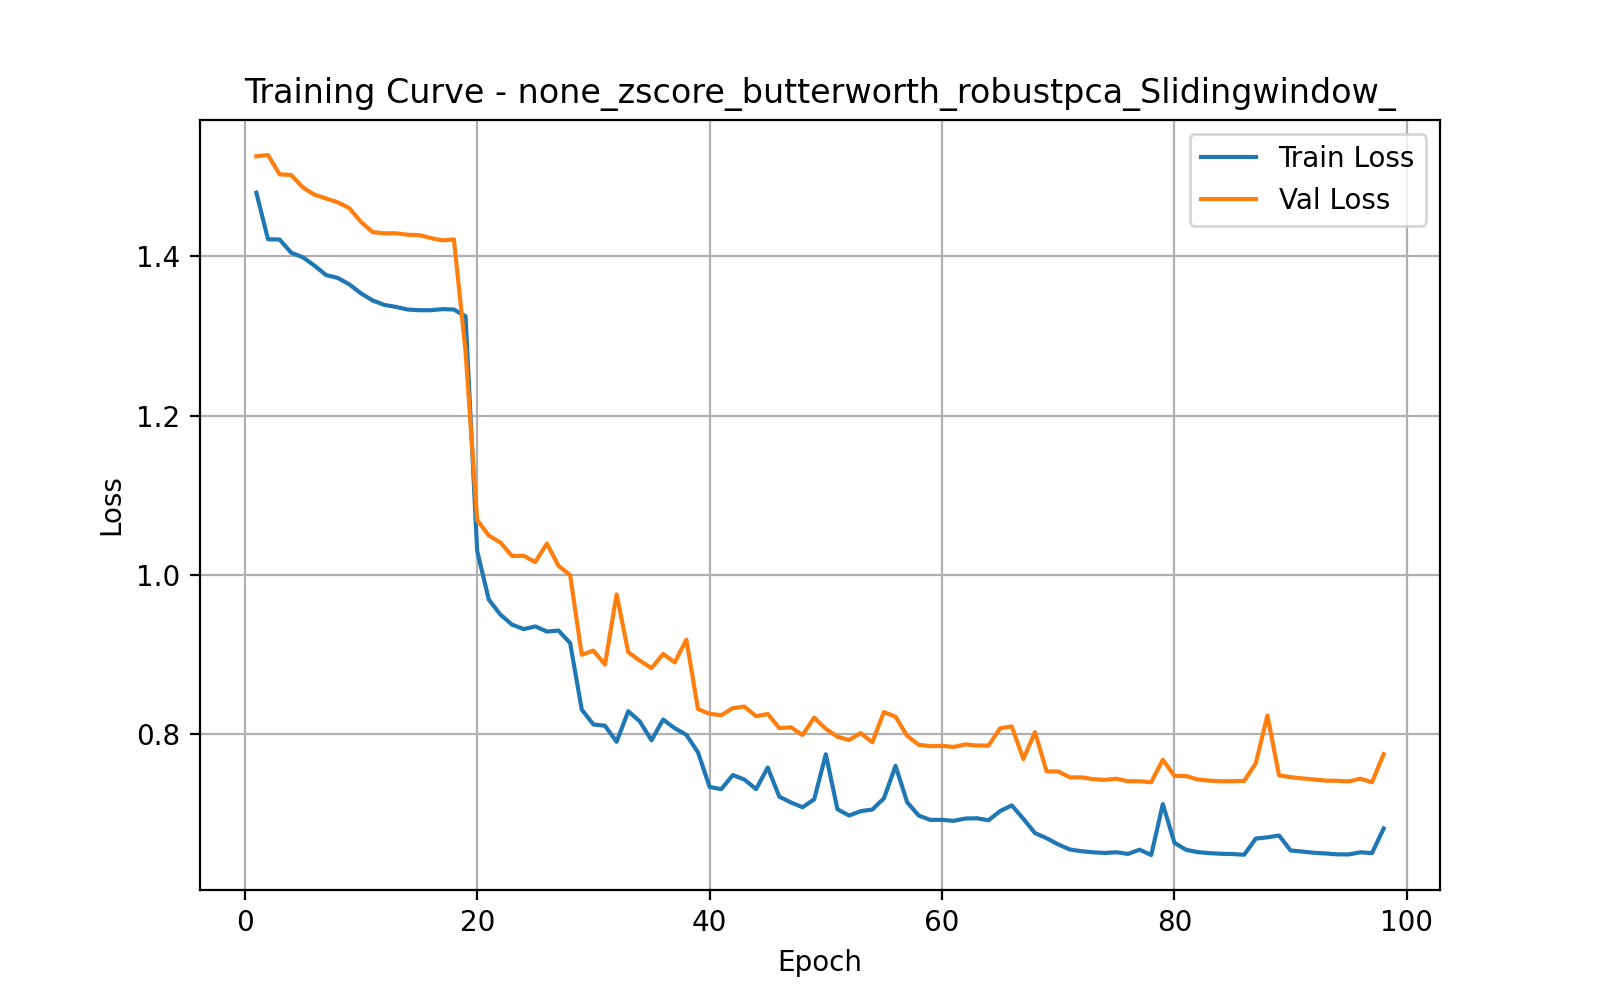 Training Curve - none_zscore_butterworth_robustpca_Slidingwindow_
Train Loss
Val Loss
1.4
1.2
1.0
0.8
Loss
0
20
40
60
80
100
Epoch